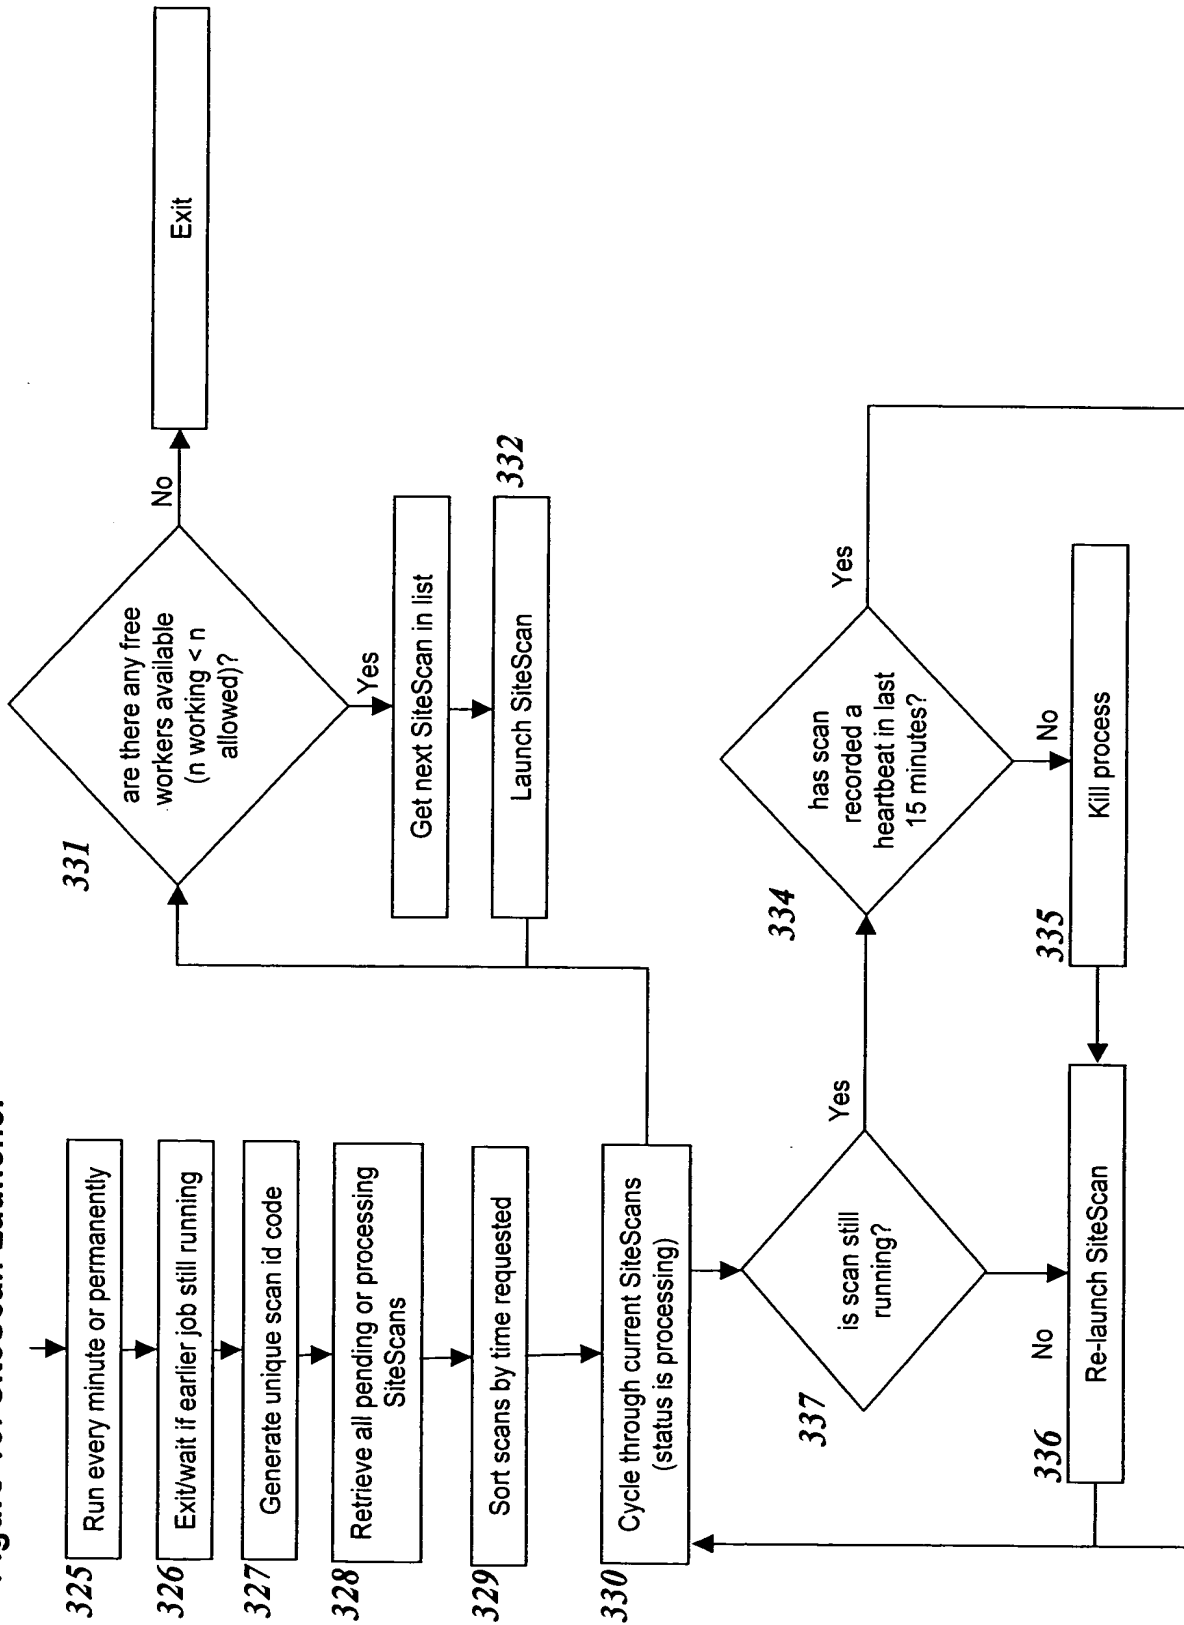 325
Run every minute or permanently
326
Exit/wait if earlier job still running
327
Generate unique scan id code
328
Retrieve all pending or processing
SiteScans
329
Sort scans by time requested
330
Cycle through current SiteScans
(status is processing)
331
are there any free
workers available
(n working < n
allowed)?
No
Exit
Yes
Get next SiteScan in list
Launch SiteScan
332
337
is scan still
running?
Yes
No
334
has scan
recorded a
heartbeat in last
15 minutes?
Yes
No
335
Kill process
336
Re-launch SiteScan